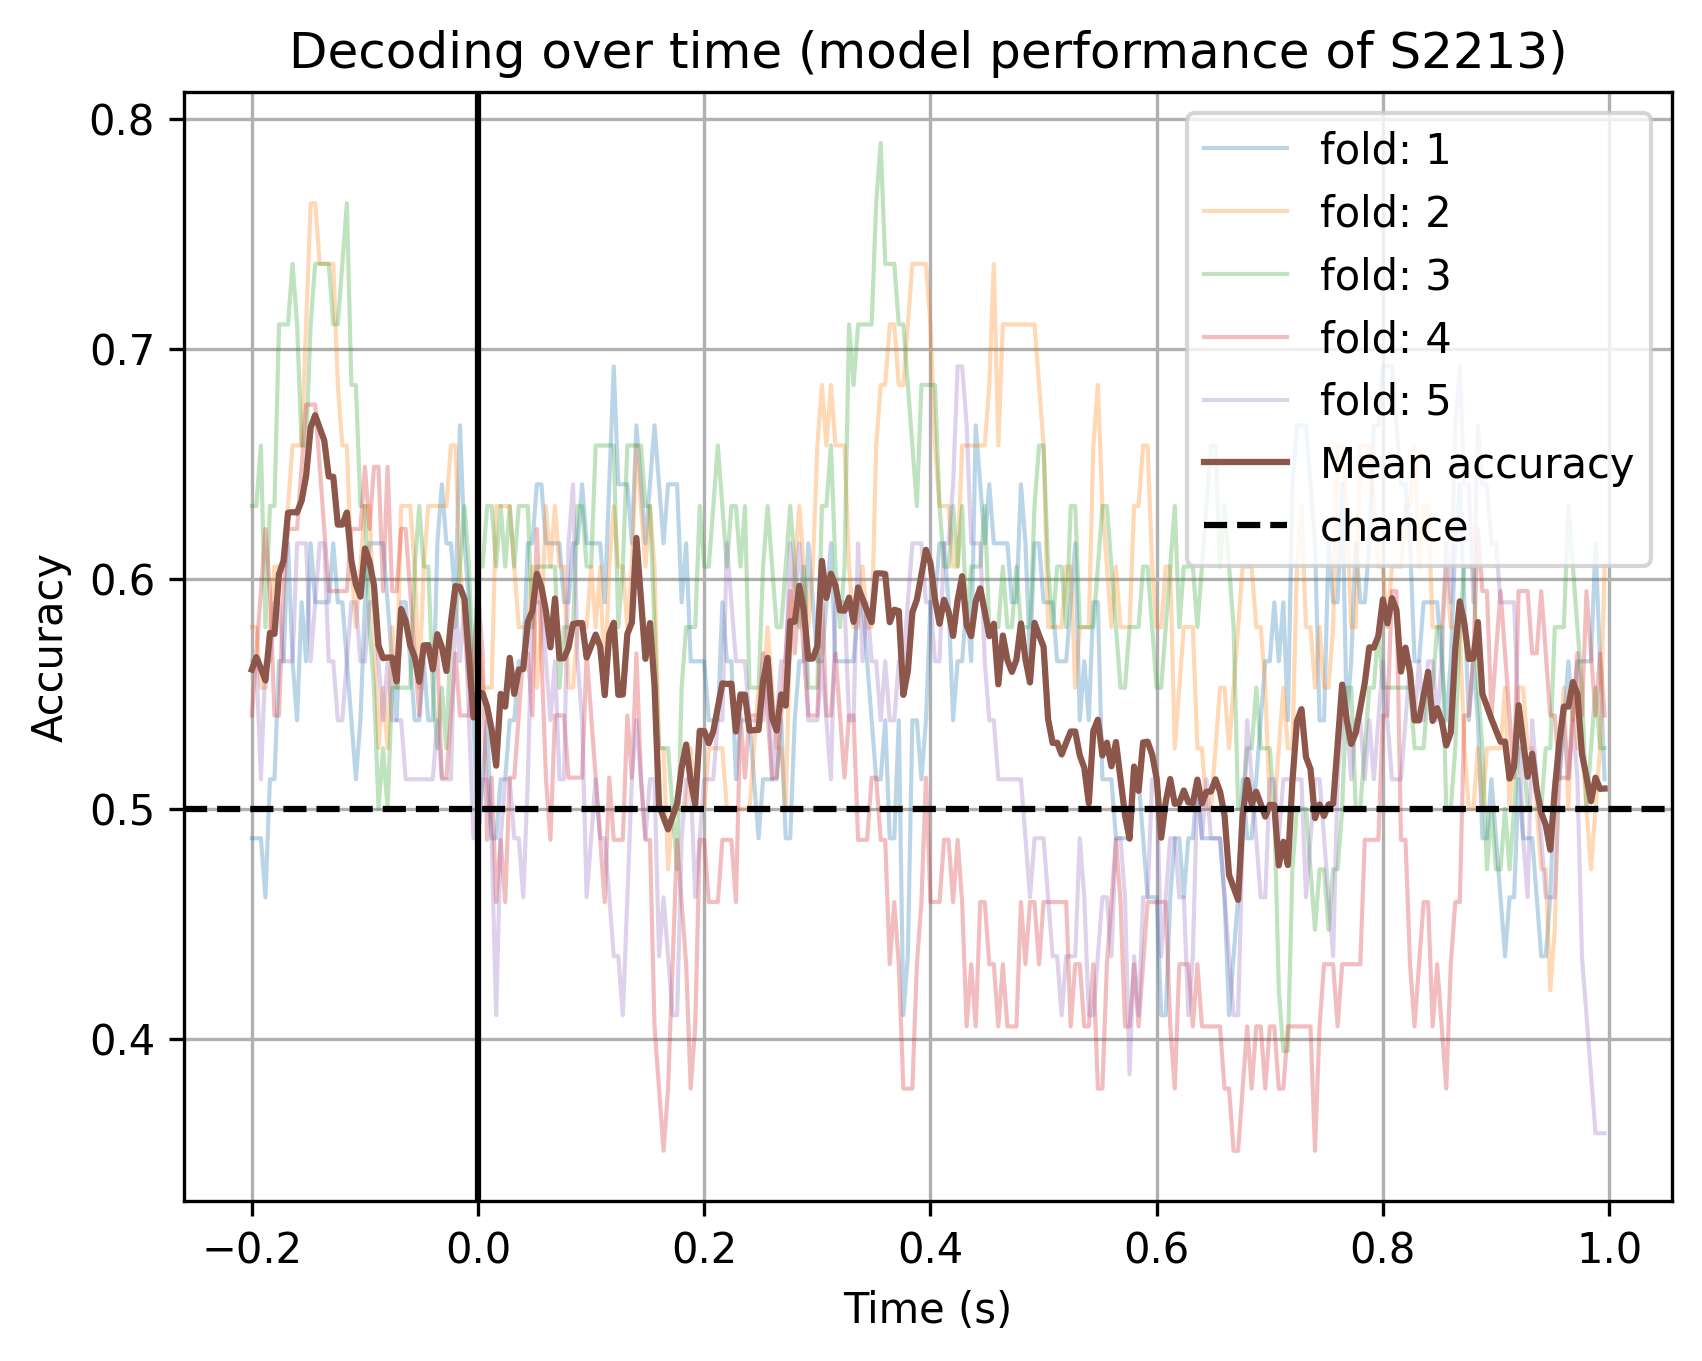 Decoding over time (model performance of S2213)
fold: 1
fold: 2
fold: 3
fold: 4
fold: 5
Mean accuracy
chance
Accuracy
0.8
0.7
0.6
0.5
0.4
−0.2
0.0
0.2
0.4
0.6
0.8
1.0
Time (s)